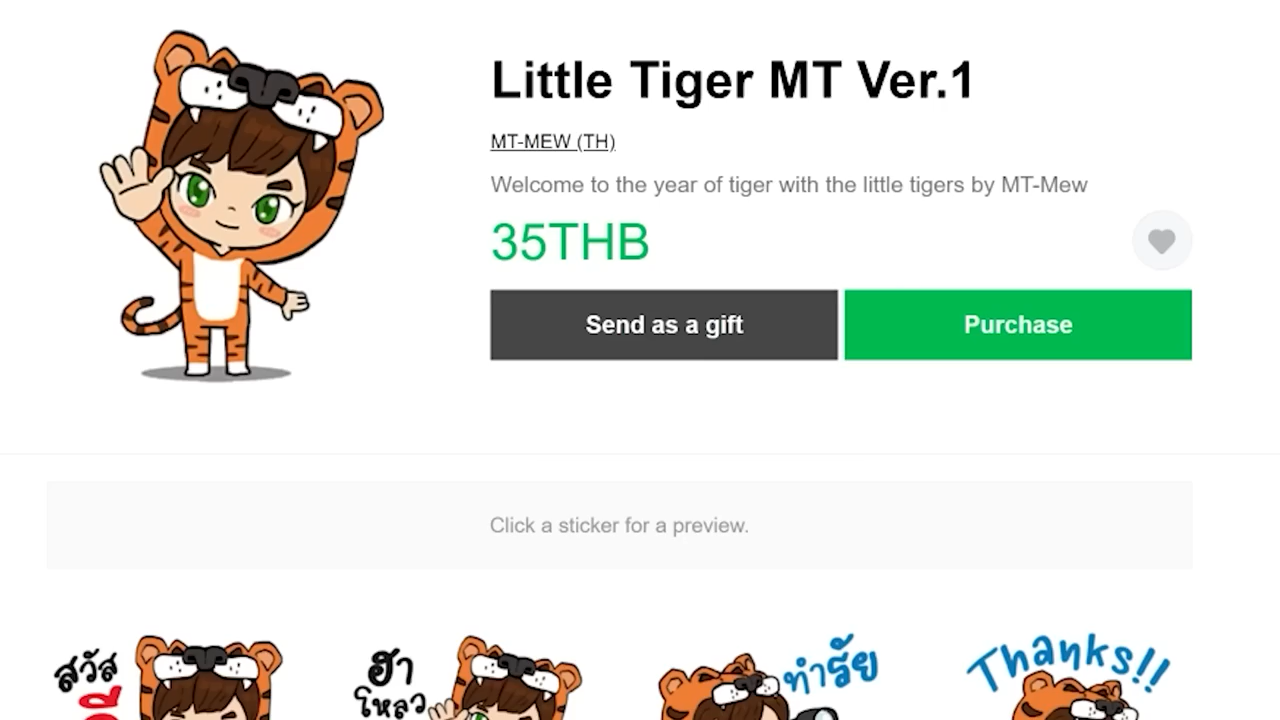 Little Tiger MT Ver.1
MT-MEW (TH)
Welcome to the year of tiger with the little tigers by MT-Mew
35THB
Send as a gift
Purchase
Click a sticker for a preview.
สวัส
ฮา
โหลว
ทำรัย
Thanks!!